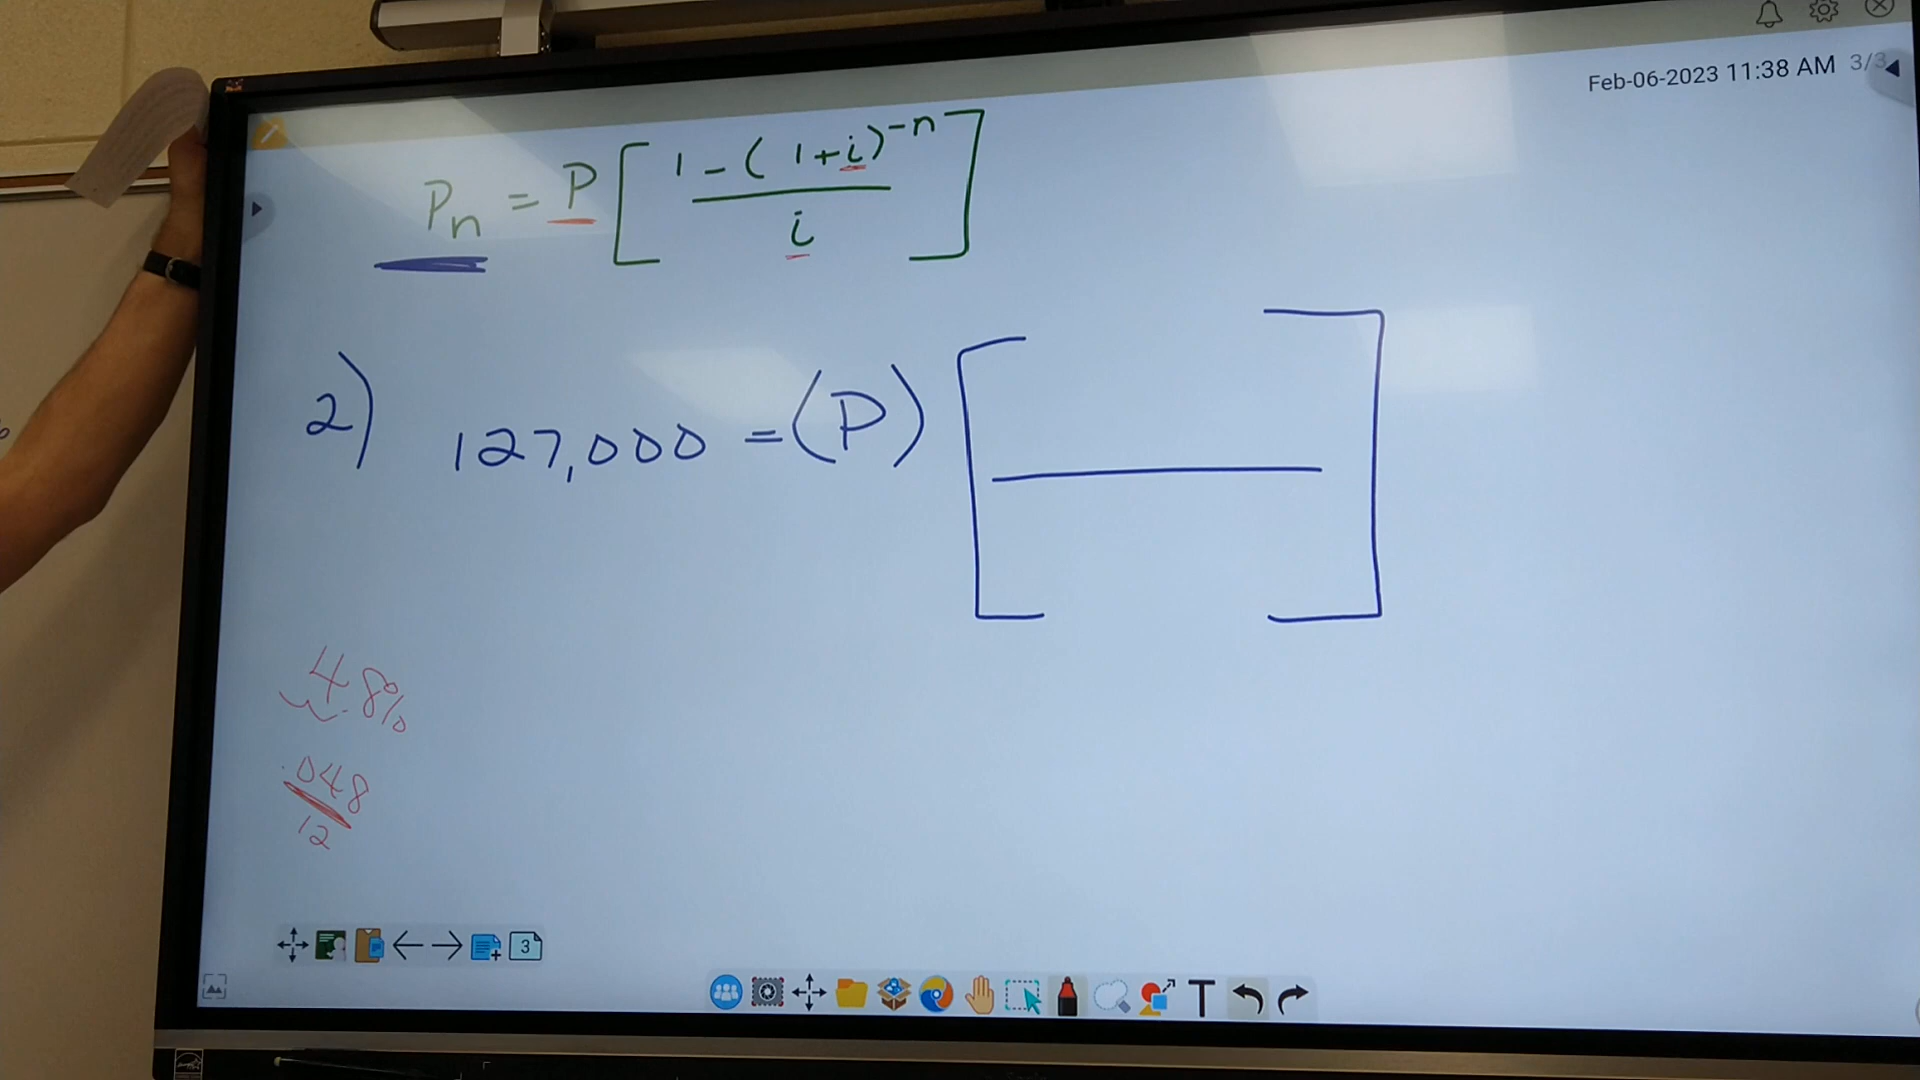 Feb-06-2023 11:38 AM 3/3
Pn = P [ 1-(1+i)^-n / i ]
2) 127,000 = (P) [ ]
4.8%
.048
12
3
T